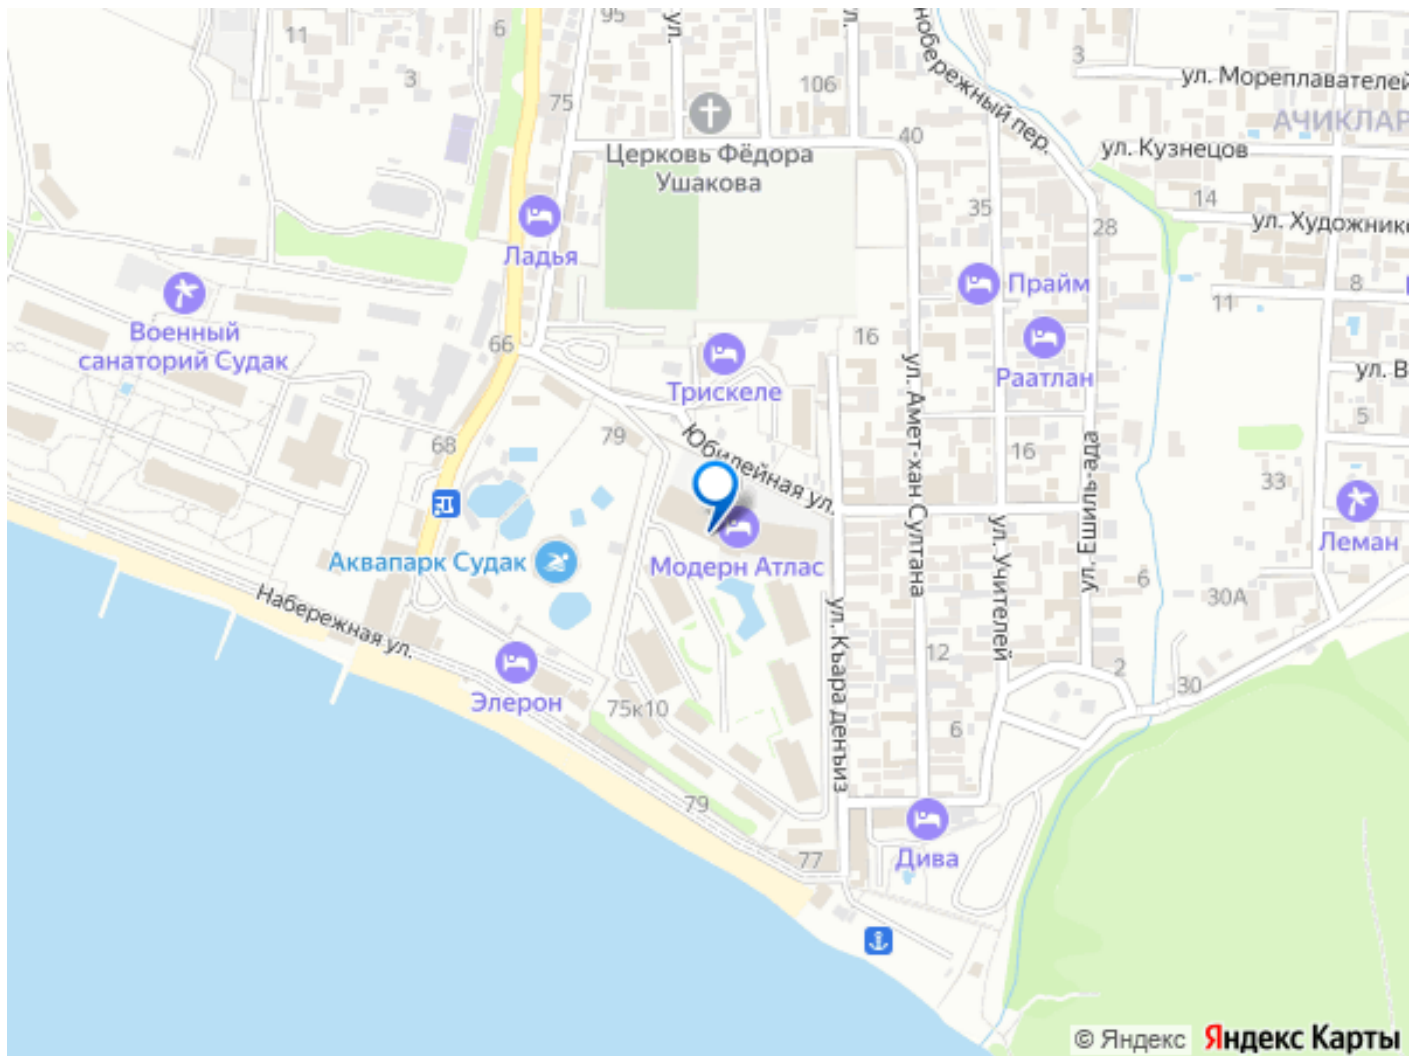 95
ул.
ул.
11
6
3
75
106
нобережный пер.
3
ул. Мореплавателей
АЧИКЛАР
40
Церковь Фёдора
Ушакова
ул. Кузнецов
14
35
28
ул. Художнико
Ладья
Прайм
8
11
Военный
санаторий Судак
66
16
Трискеле
Раатлан
ул. В
5
68
79
Юбилейная ул.
ул. Амет-хан Султана
16
ул. Ешиль-ада
33
Леман
Аквапарк Судак
Модерн Атлас
ул. Учителей
6
30А
Набережная ул.
ул. Къара денъиз
12
2
30
Элерон
75к10
6
79
77
Дива
© Яндекс
Яндекс Карты